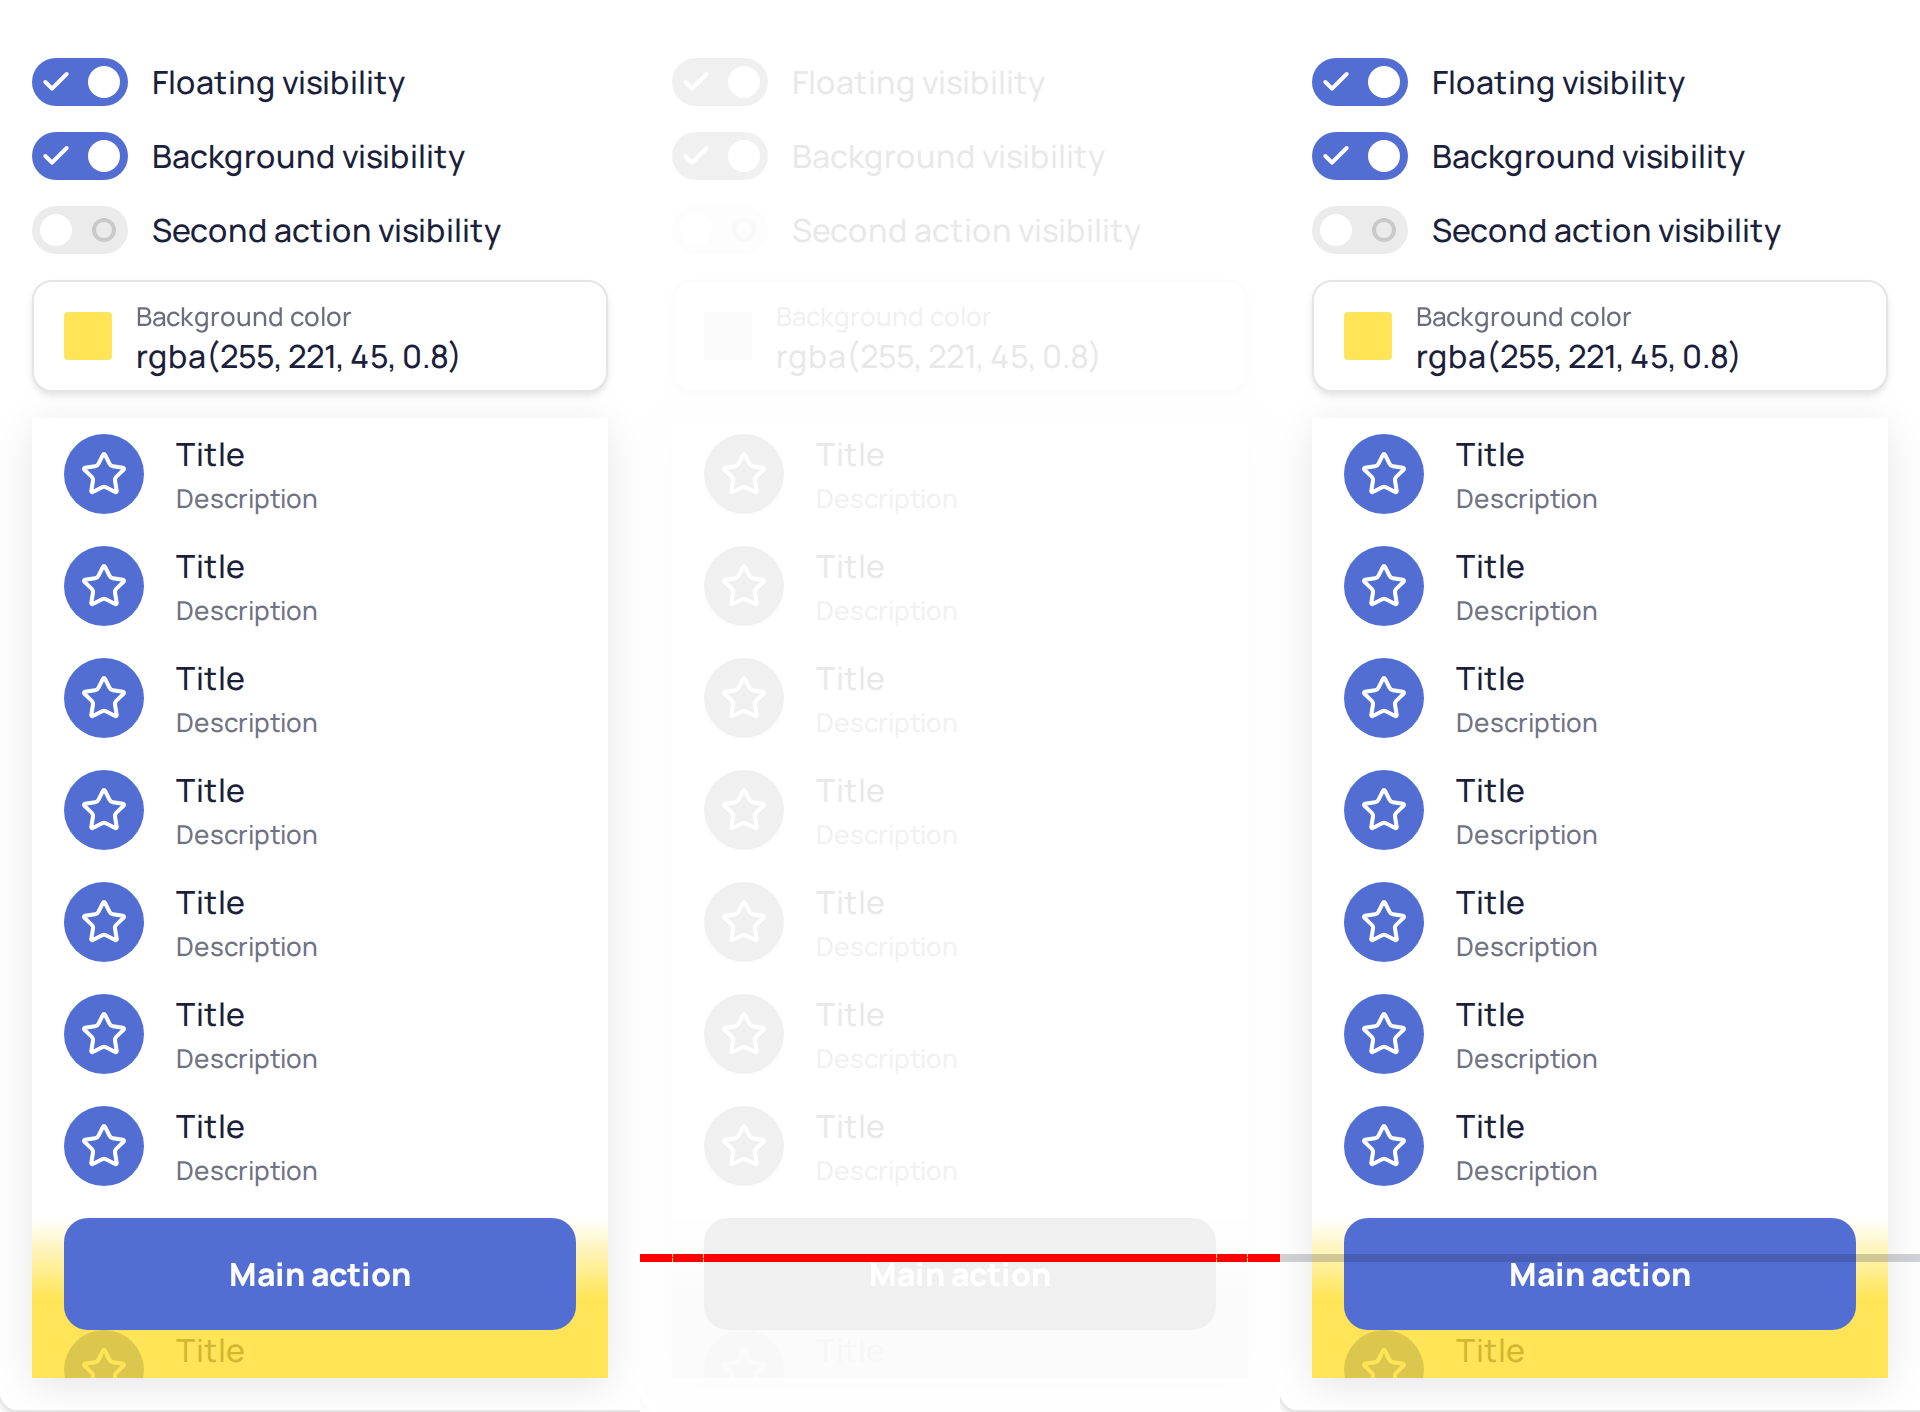 Floating visibility
Background visibility
Second action visibility
Background color
rgba(255, 221, 45, 0.8)
Title
Description
Title
Description
Title
Description
Title
Description
Title
Description
Title
Description
Title
Description
Main action
Title
Floating visibility
Background visibility
Second action visibility
Background color
rgba(255, 221, 45, 0.8)
Title
Description
Title
Description
Title
Description
Title
Description
Title
Description
Title
Description
Title
Description
Main action
Title
Floating visibility
Background visibility
Second action visibility
Background color
rgba(255, 221, 45, 0.8)
Title
Description
Title
Description
Title
Description
Title
Description
Title
Description
Title
Description
Title
Description
Main action
Title